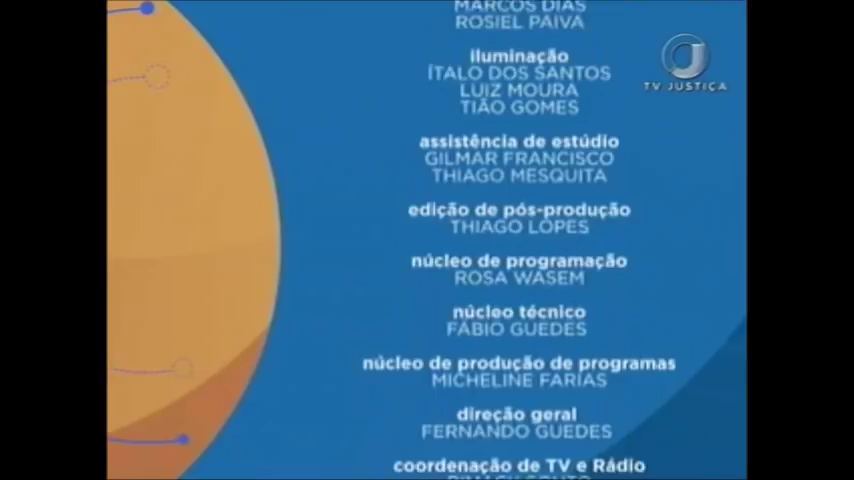 MARCOS DIAS
ROSIEL PAIVA
iluminação
ÍTALO DOS SANTOS
LUIZ MOURA
TIÃO GOMES
TV JUSTIÇA
assistência de estúdio
GILMAR FRANCISCO
THIAGO MESQUITA
edição de pós-produção
THIAGO LOPES
núcleo de programação
ROSA WASEM
núcleo técnico
FÁBIO GUEDES
núcleo de produção de programas
MICHELINE FARIAS
direção geral
FERNANDO GUEDES
coordenação de TV e Rádio